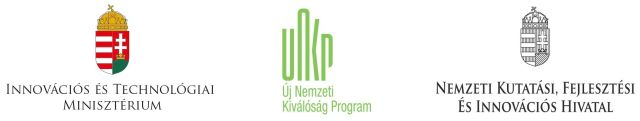 INNOVÁCIÓS ÉS TECHNOLÓGIAI
MINISZTÉRIUM
únkp
Új Nemzeti
Kiválóság Program
NEMZETI KUTATÁSI, FEJLESZTÉSI
ÉS INNOVÁCIÓS HIVATAL